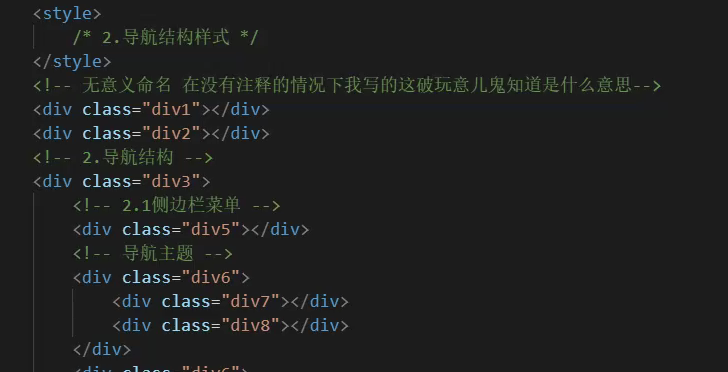 <style>
/* 2.导航结构样式 */
</style>
<!-- 无意义命名 在没有注释的情况下我写的这破玩意儿鬼知道是什么意思-->
<div class="div1"></div>
<div class="div2"></div>
<!-- 2.导航结构 -->
<div class="div3">
<!-- 2.1侧边栏菜单 -->
<div class="div5"></div>
<!-- 导航主题 -->
<div class="div6">
<div class="div7"></div>
<div class="div8"></div>
</div>
<div class="div6">